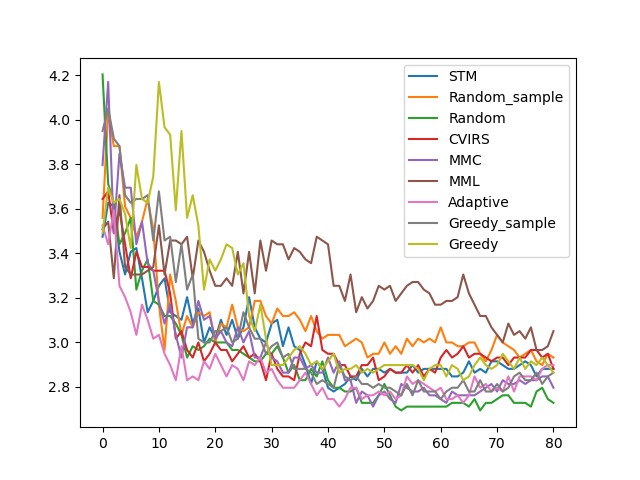 4.2
4.0
3.8
3.6
3.4
3.2
3.0
2.8
0 10 20 30 40 50 60 70 80
STM
Random_sample
Random
CVIRS
MMC
MML
Adaptive
Greedy_sample
Greedy